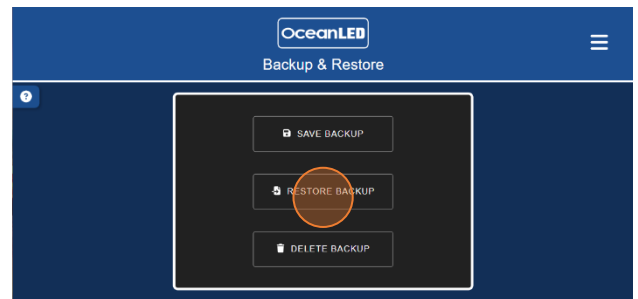 OceanLED
Backup & Restore
?
SAVE BACKUP
RESTORE BACKUP
DELETE BACKUP